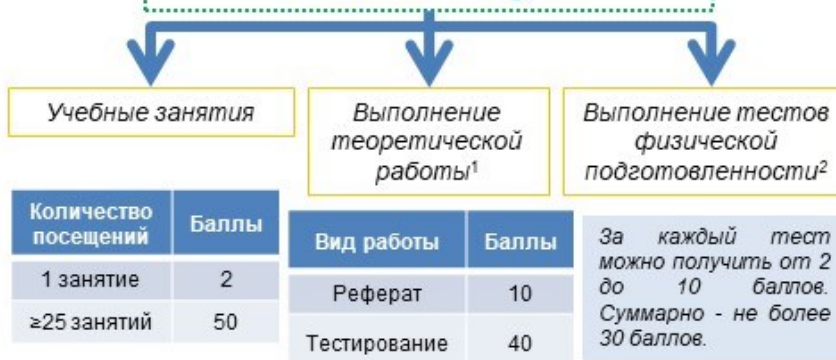 Учебные занятия
Выполнение
теоретической
работы¹
Выполнение тестов
физической
подготовленности²
Количество
посещений
Баллы
1 занятие
2
≥25 занятий
50
Вид работы
Баллы
Реферат
10
Тестирование
40
За каждый тест
можно получить от 2
до 10 баллов.
Суммарно - не более
30 баллов.